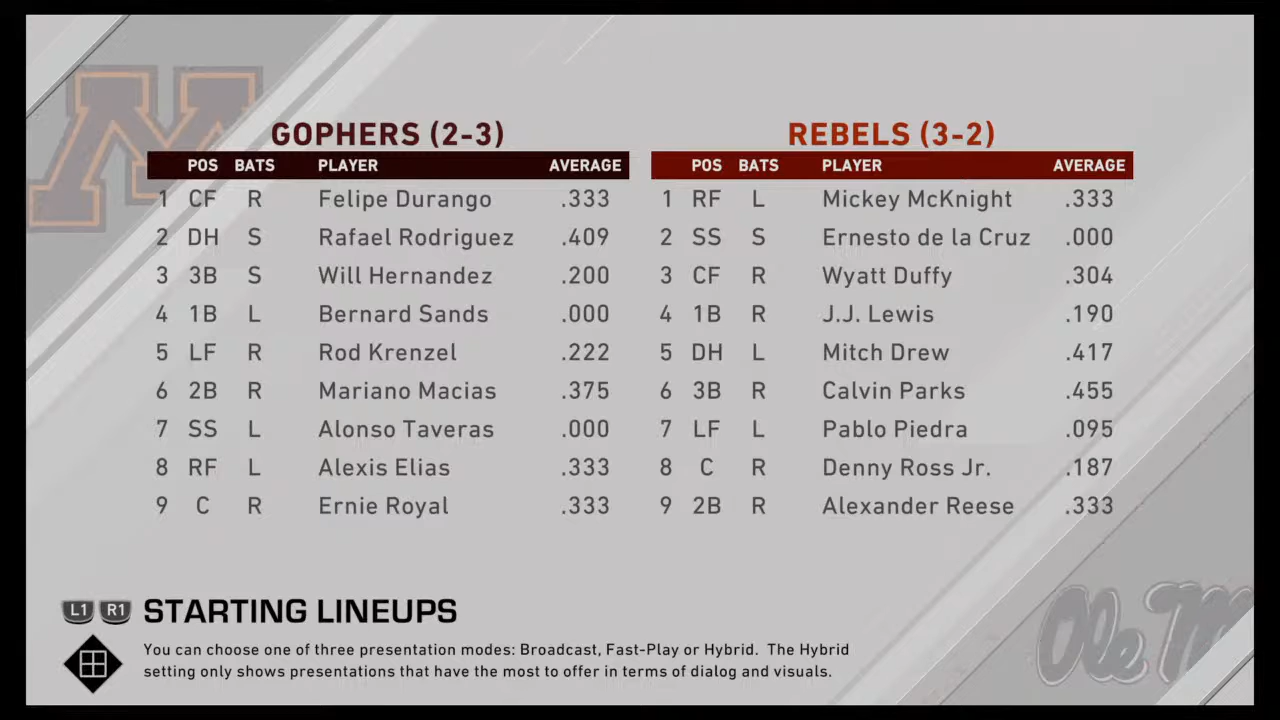 GOPHERS (2-3)
POS BATS PLAYER AVERAGE
1 CF R Felipe Durango .333
2 DH S Rafael Rodriguez .409
3 3B S Will Hernandez .200
4 1B L Bernard Sands .000
5 LF R Rod Krenzel .222
6 2B R Mariano Macias .375
7 SS L Alonso Taveras .000
8 RF L Alexis Elias .333
9 C R Ernie Royal .333
REBELS (3-2)
POS BATS PLAYER AVERAGE
1 RF L Mickey McKnight .333
2 SS S Ernesto de la Cruz .000
3 CF R Wyatt Duffy .304
4 1B R J.J. Lewis .190
5 DH L Mitch Drew .417
6 3B R Calvin Parks .455
7 LF L Pablo Piedra .095
8 C R Denny Ross Jr. .187
9 2B R Alexander Reese .333
L1 R1 STARTING LINEUPS
You can choose one of three presentation modes: Broadcast, Fast-Play or Hybrid. The Hybrid
setting only shows presentations that have the most to offer in terms of dialog and visuals.
M
Ole M